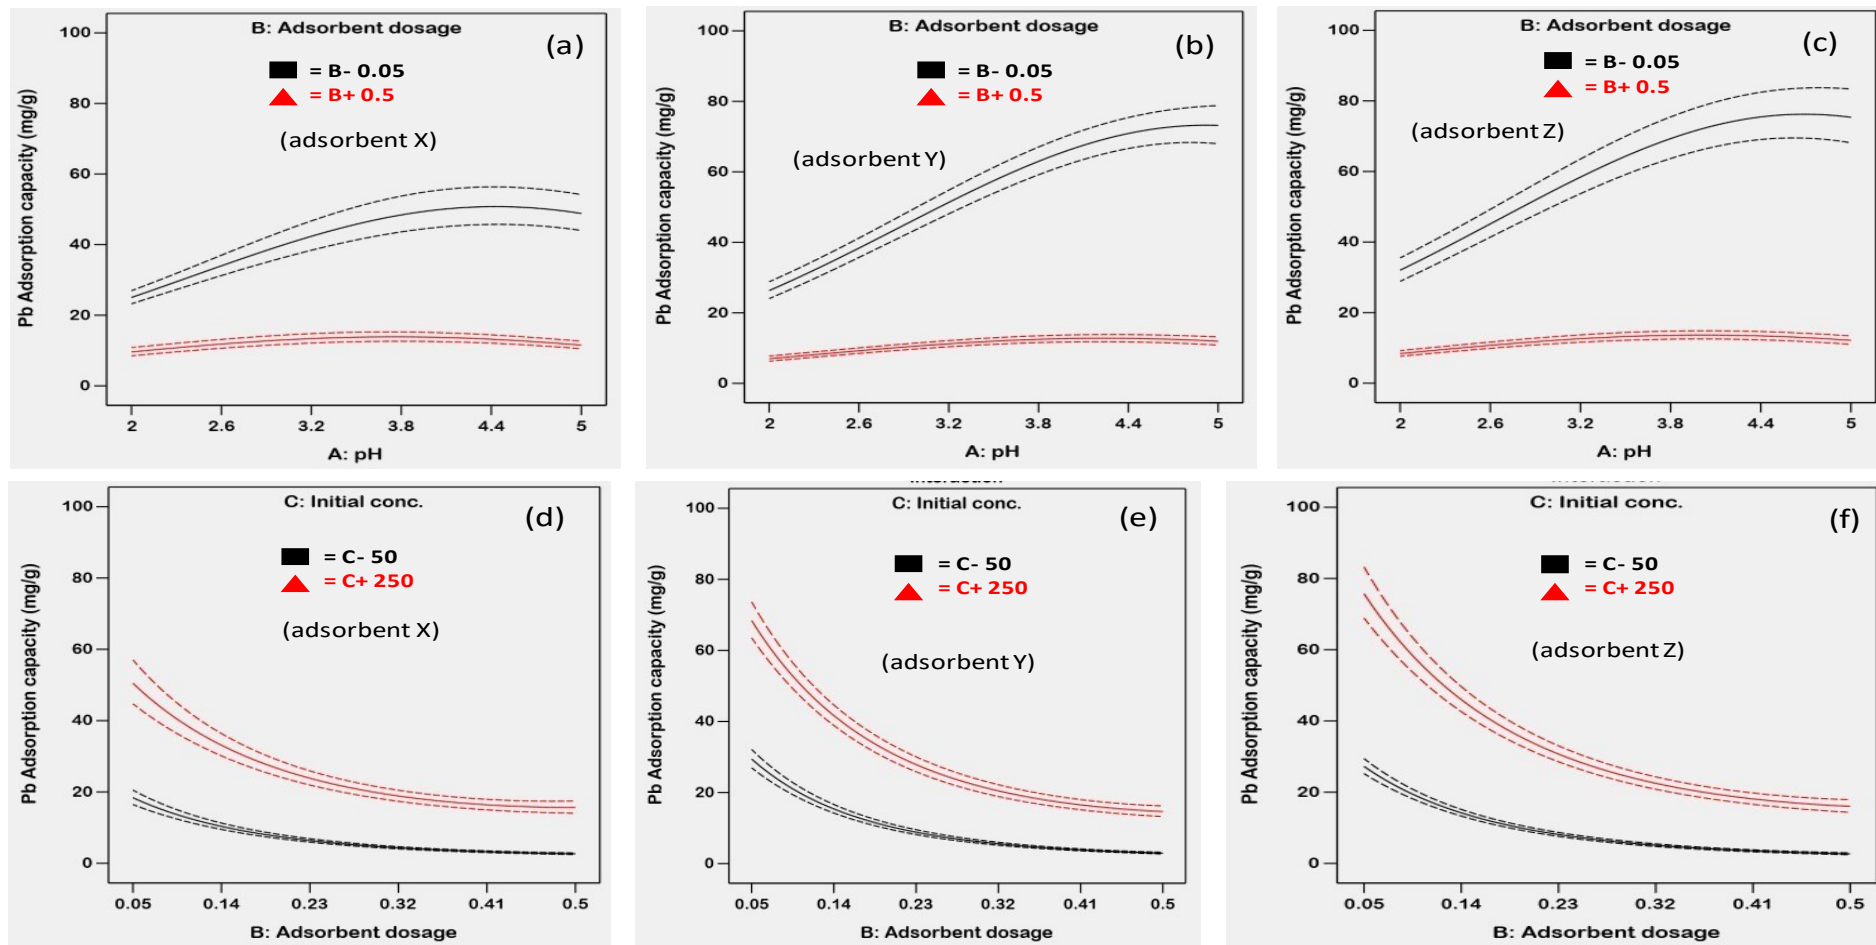 B: Adsorbent dosage
(a)
= B- 0.05
= B+ 0.5
(adsorbent X)
Pb Adsorption capacity (mg/g)
100
80
60
40
20
0
2 2.6 3.2 3.8 4.4 5
A: pH
B: Adsorbent dosage
(b)
= B- 0.05
= B+ 0.5
(adsorbent Y)
Pb Adsorption capacity (mg/g)
100
80
60
40
20
0
2 2.6 3.2 3.8 4.4 5
A: pH
B: Adsorbent dosage
(c)
= B- 0.05
= B+ 0.5
(adsorbent Z)
Pb Adsorption capacity (mg/g)
100
80
60
40
20
0
2 2.6 3.2 3.8 4.4 5
A: pH
C: Initial conc.
(d)
= C- 50
= C+ 250
(adsorbent X)
Pb Adsorption capacity (mg/g)
100
80
60
40
20
0
0.05 0.14 0.23 0.32 0.41 0.5
B: Adsorbent dosage
C: Initial conc.
(e)
= C- 50
= C+ 250
(adsorbent Y)
Pb Adsorption capacity (mg/g)
100
80
60
40
20
0
0.05 0.14 0.23 0.32 0.41 0.5
B: Adsorbent dosage
C: Initial conc.
(f)
= C- 50
= C+ 250
(adsorbent Z)
Pb Adsorption capacity (mg/g)
100
80
60
40
20
0
0.05 0.14 0.23 0.32 0.41 0.5
B: Adsorbent dosage